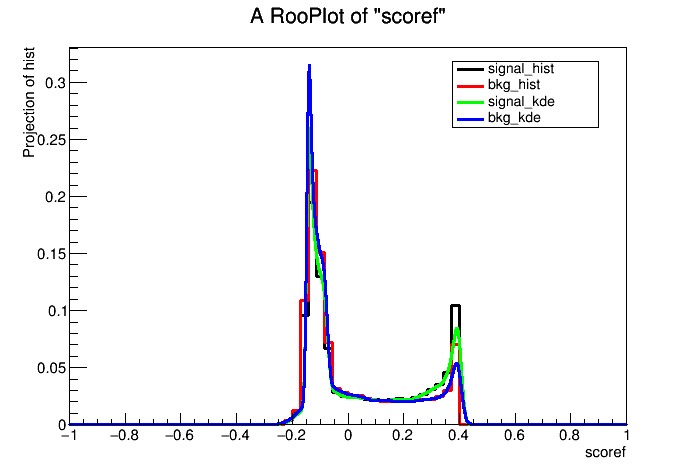 A RooPlot of "scoref"
Projection of hist
0.3
0.25
0.2
0.15
0.1
0.05
0
signal_hist
bkg_hist
signal_kde
bkg_kde
−1 −0.8 −0.6 −0.4 −0.2 0 0.2 0.4 0.6 0.8 1
scoref